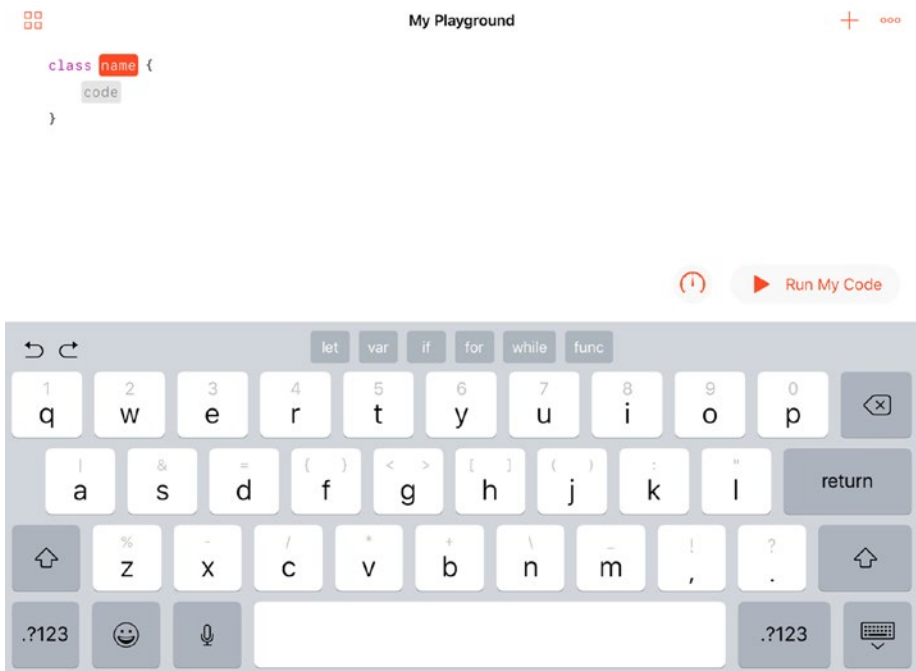 My Playground
class name {
code
}
Run My Code
let var if for while func
1 2 3 4 5 6 7 8 9 0
q w e r t y u i o p
| & = { } < > [ ] ( ) : "
a s d f g h j k l return
% - / * + \ _ ! ?
z x c v b n m , .
.?123 .?123